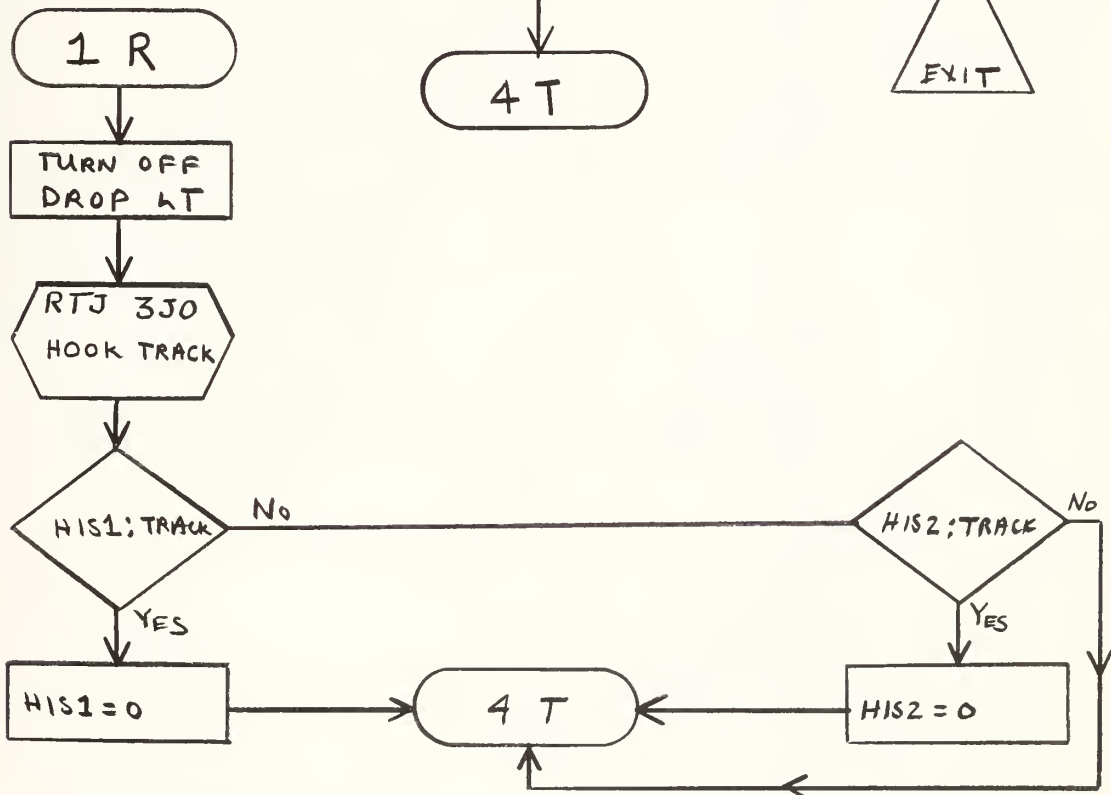 1 R
4 T
EXIT
TURN OFF
DROP LT
RTJ 3J0
HOOK TRACK
HIS1:TRACK
No
HIS2:TRACK
No
YES
YES
HIS1=0
4 T
HIS2=0